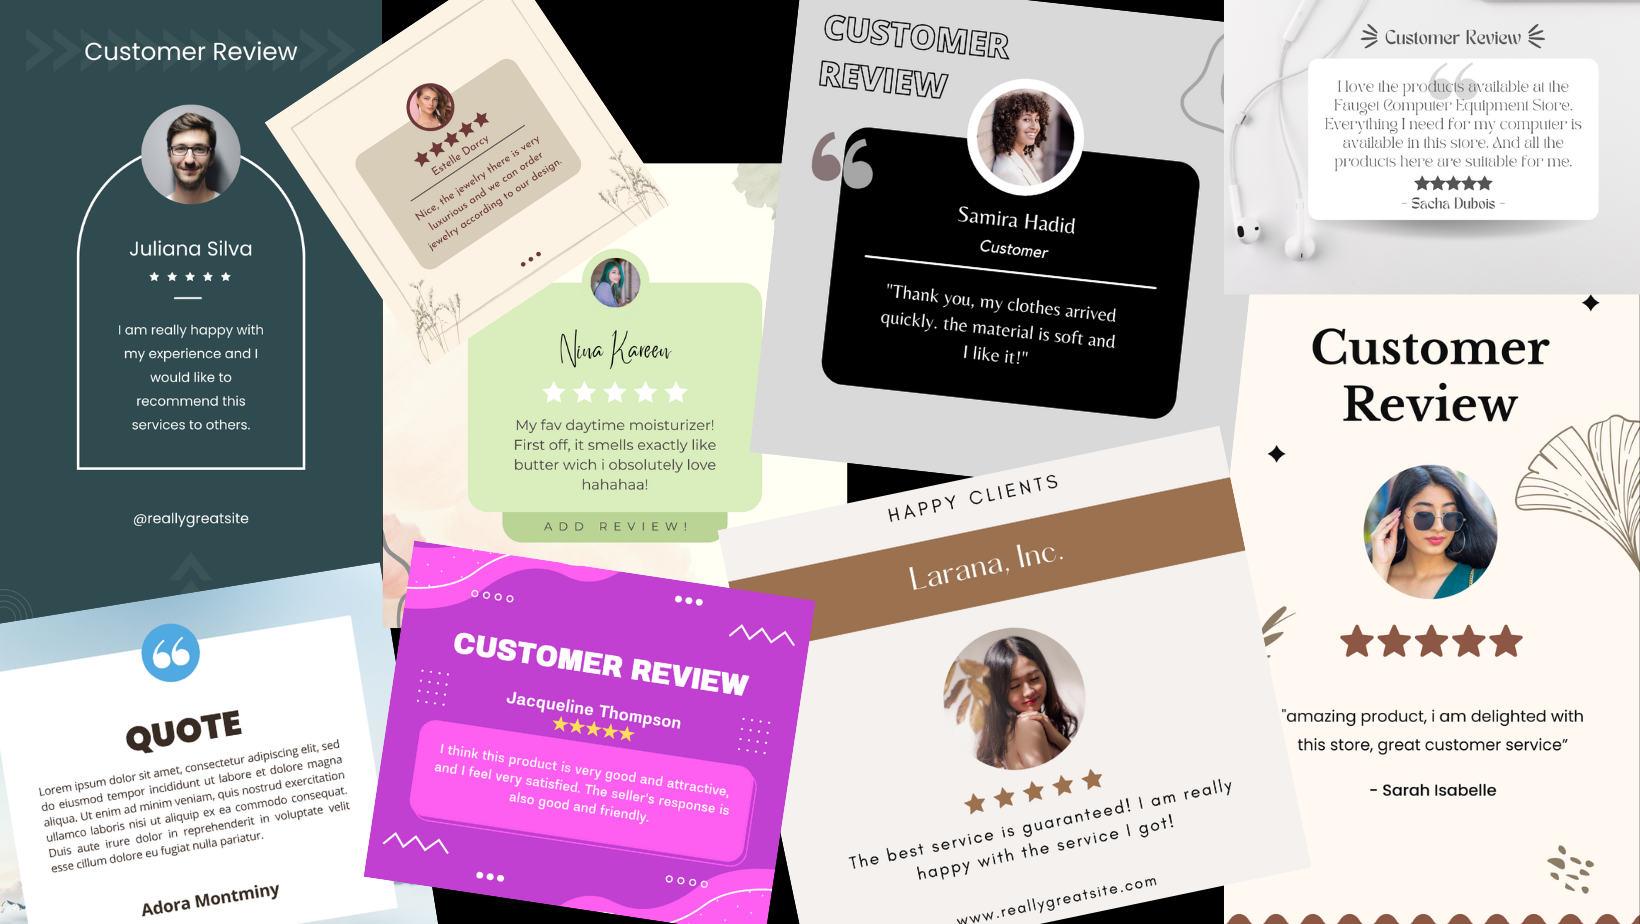 Customer Review
Juliana Silva
I am really happy with
my experience and I
would like to
recommend this
services to others.
@reallygreatsite
Estelle Darcy
Nice, the jewelry there is very
luxurious and we can order
jewelry according to our design.
Nina Kareen
My fav daytime moisturizer!
First off, it smells exactly like
butter wich i obsolutely love
hahahaa!
ADD REVIEW!
CUSTOMER
REVIEW
Samira Hadid
Customer
"Thank you, my clothes arrived
quickly. the material is soft and
I like it!"
Customer Review
I love the products available at the
Fauget Computer Equipment Store.
Everything I need for my computer is
available in this store. And all the
products here are suitable for me.
- Sacha Dubois -
QUOTE
Lorem ipsum dolor sit amet, consectetur adipiscing elit, sed
do eiusmod tempor incididunt ut labore et dolore magna
aliqua. Ut enim ad minim veniam, quis nostrud exercitation
ullamco laboris nisi ut aliquip ex ea commodo consequat.
Duis aute irure dolor in reprehenderit in voluptate velit
esse cillum dolore eu fugiat nulla pariatur.
Adora Montminy
CUSTOMER REVIEW
Jacqueline Thompson
I think this product is very good and attractive,
and I feel very satisfied. The seller's response is
also good and friendly.
HAPPY CLIENTS
Larana, Inc.
The best service is guaranteed! I am really
happy with the service I got!
www.reallygreatsite.com
Customer
Review
"amazing product, i am delighted with
this store, great customer service”
- Sarah Isabelle